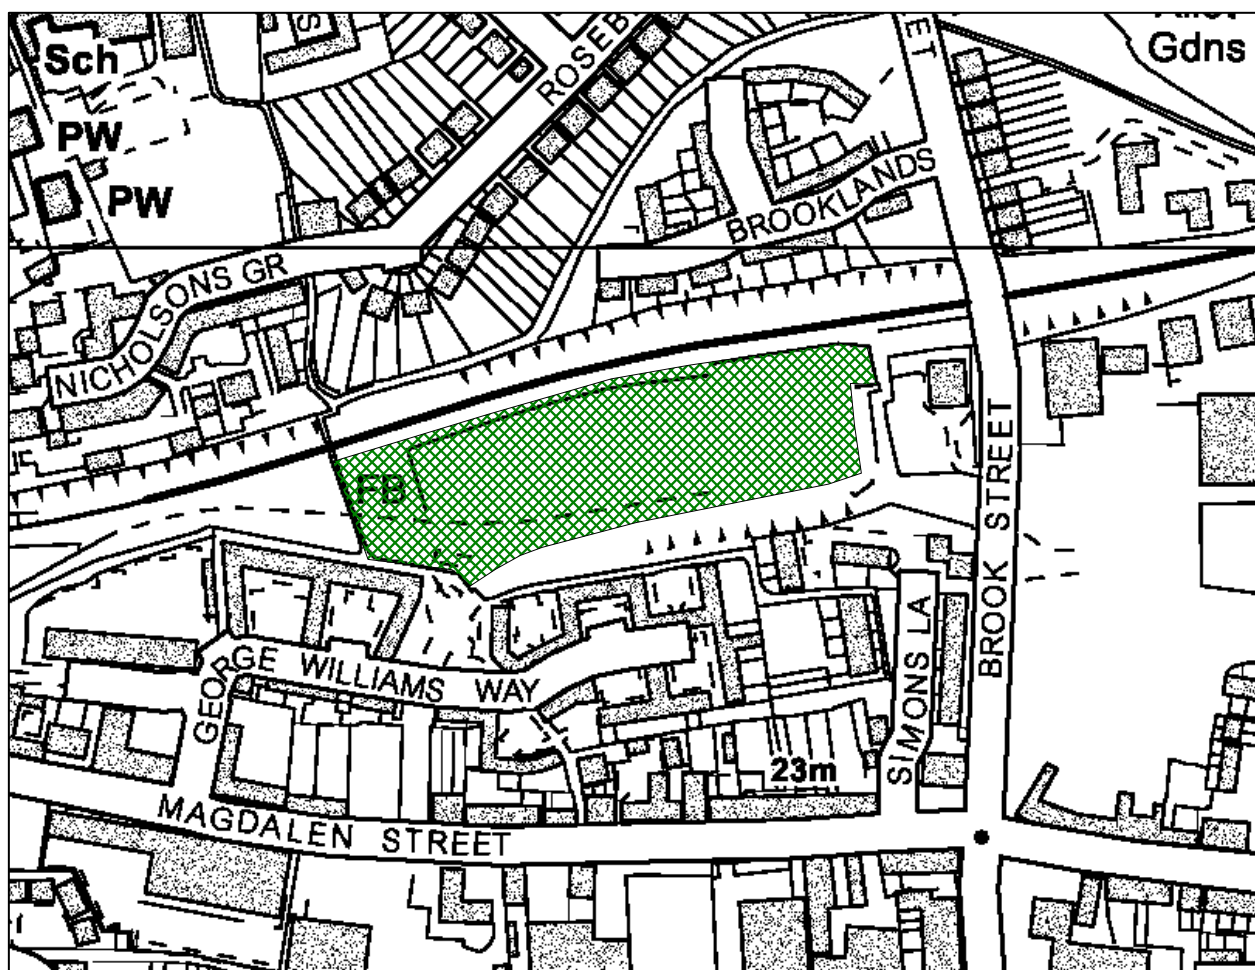 Sch
Gdns
ROSEB
ET
PW
PW
BROOKLANDS
NICHOLSONS GR
FB
BROOK STREET
GEORGE WILLIAMS WAY
SIMONS LA
23m
MAGDALEN STREET